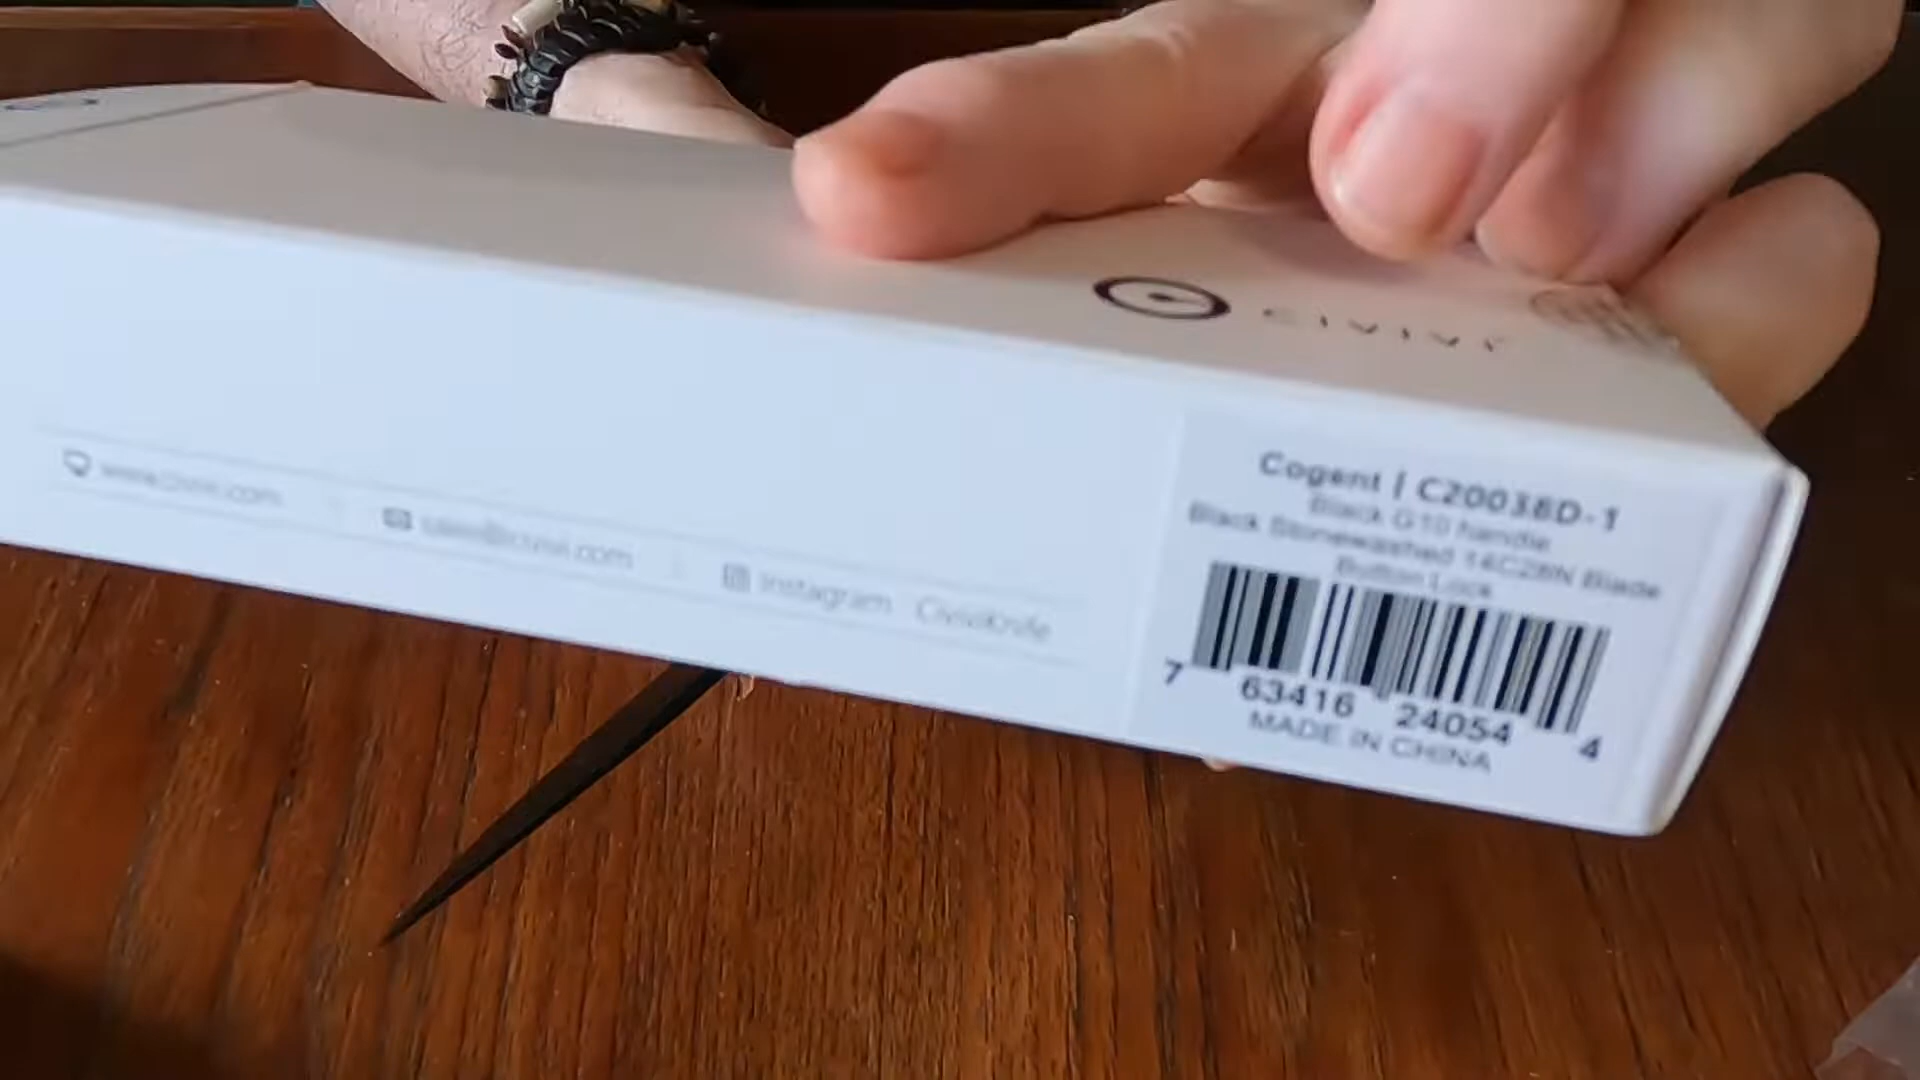 CIVIVI
Cogent | C20038D-1
Black G10 handle
Black Stonewashed 14C28N Blade
Button Lock
7 63416 24054 4
MADE IN CHINA
www.civivi.com
sales@civivi.com
Instagram CiviviKnife